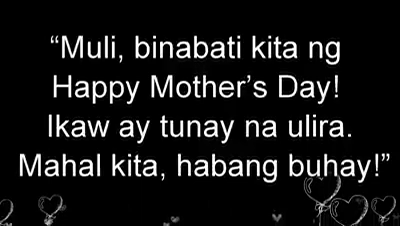 “Muli, binabati kita ng
Happy Mother’s Day!
Ikaw ay tunay na ulira.
Mahal kita, habang buhay!”